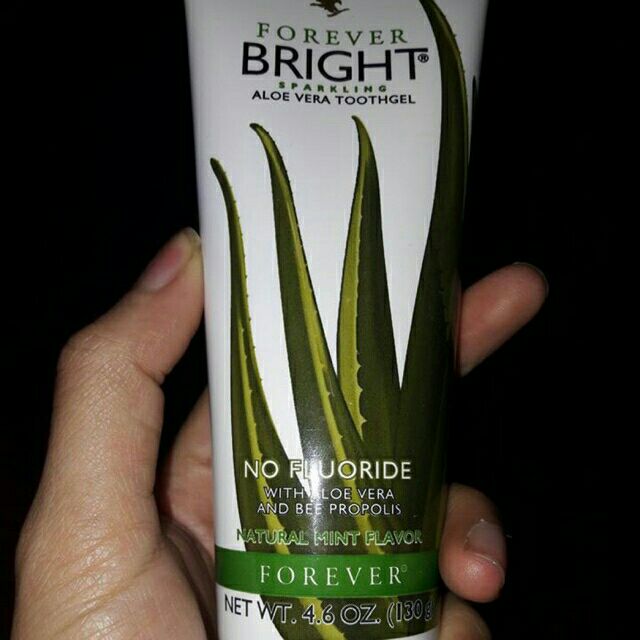 FOREVER
BRIGHT®
SPARKLING
ALOE VERA TOOTHGEL
NO FLUORIDE
WITH ALOE VERA
AND BEE PROPOLIS
NATURAL MINT FLAVOR
FOREVER®
NET WT. 4.6 OZ. (130g